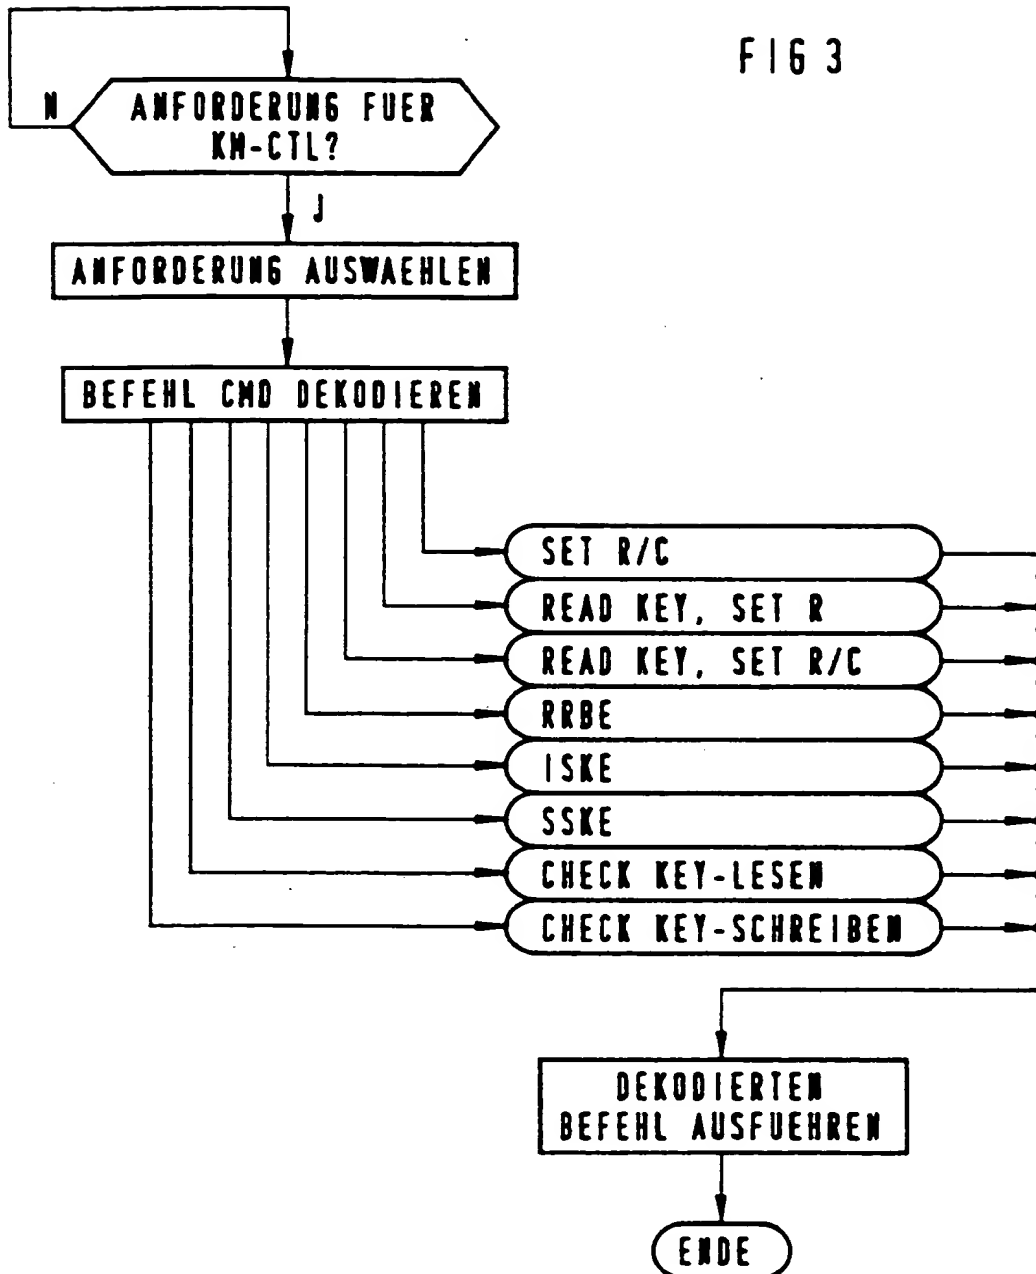 FIG 3
N
ANFORDERUNG FUER
KM-CTL?
J
ANFORDERUNG AUSWAEHLEN
BEFEHL CMD DEKODIEREN
SET R/C
READ KEY, SET R
READ KEY, SET R/C
RRBE
ISKE
SSKE
CHECK KEY-LESEN
CHECK KEY-SCHREIBEN
DEKODIERTEN
BEFEHL AUSFUEHREN
ENDE